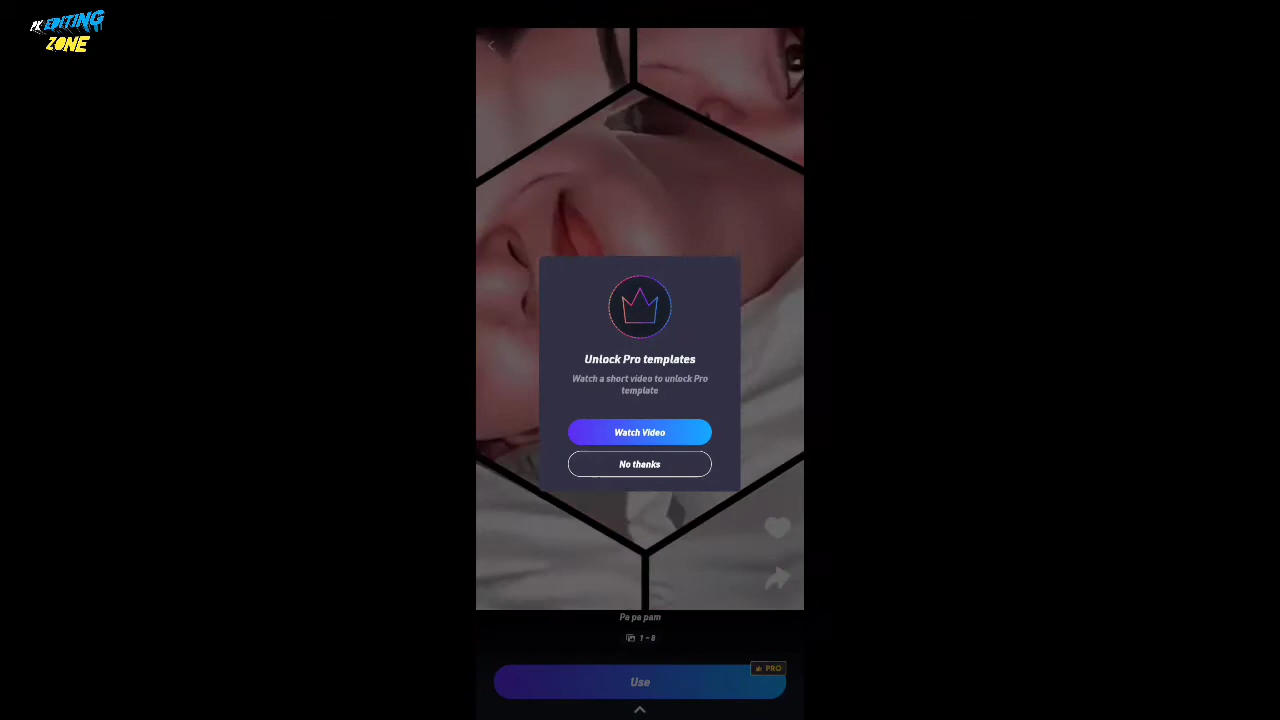 PK EDITING
ZONE
Unlock Pro templates
Watch a short video to unlock Pro
template
Watch Video
No thanks
Pa pa pam
1 - 8
PRO
Use